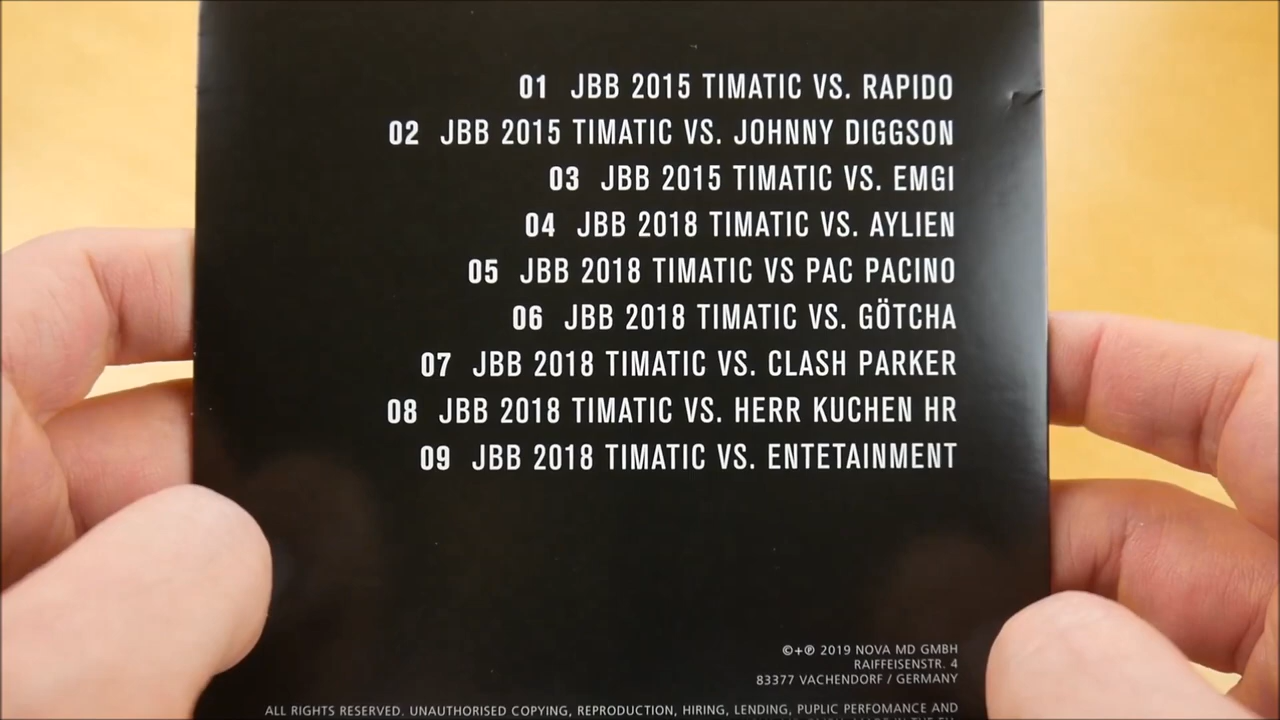 01 JBB 2015 TIMATIC VS. RAPIDO
02 JBB 2015 TIMATIC VS. JOHNNY DIGGSON
03 JBB 2015 TIMATIC VS. EMGI
04 JBB 2018 TIMATIC VS. AYLIEN
05 JBB 2018 TIMATIC VS PAC PACINO
06 JBB 2018 TIMATIC VS. GÖTCHA
07 JBB 2018 TIMATIC VS. CLASH PARKER
08 JBB 2018 TIMATIC VS. HERR KUCHEN HR
09 JBB 2018 TIMATIC VS. ENTETAINMENT
©+℗ 2019 NOVA MD GMBH
RAIFFEISENSTR. 4
83377 VACHENDORF / GERMANY
ALL RIGHTS RESERVED. UNAUTHORISED COPYING, REPRODUCTION, HIRING, LENDING, PUPLIC PERFOMANCE AND